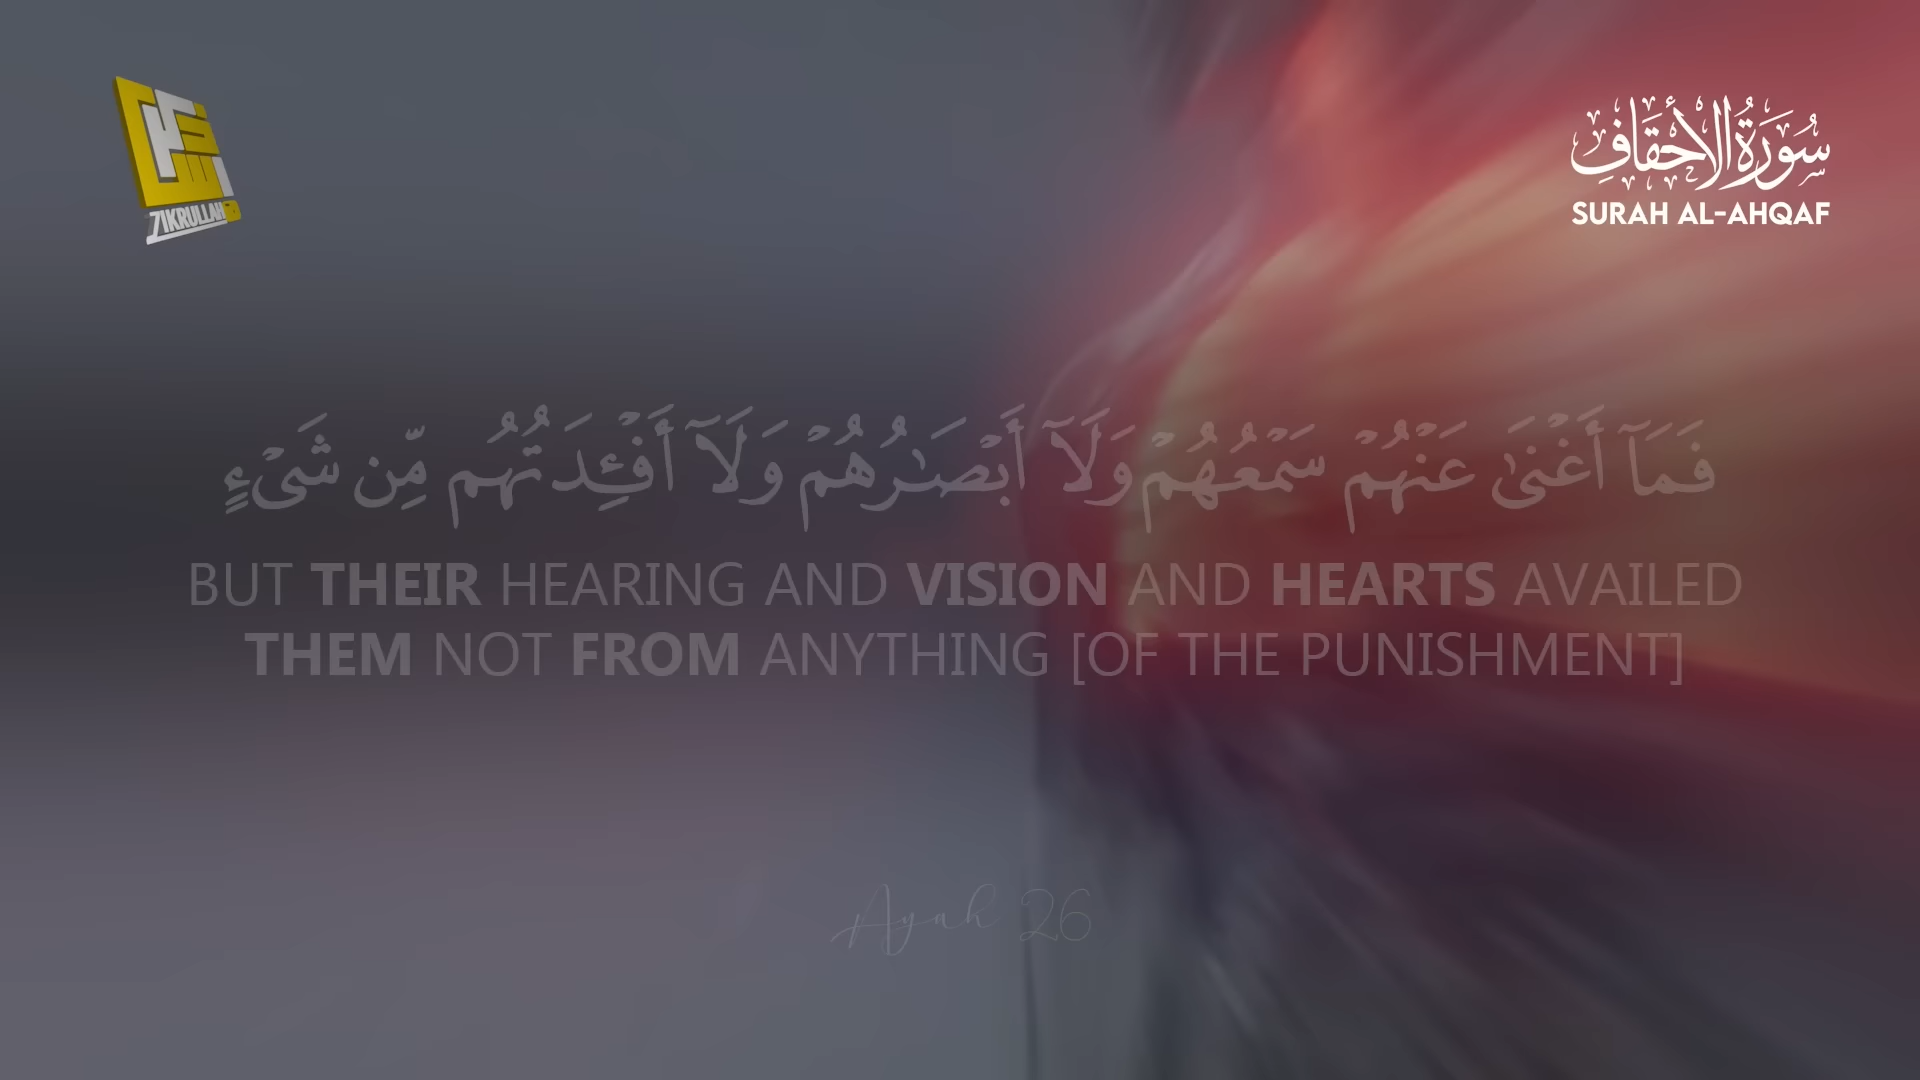 ZIKRULLAH
سُورَةُ الأَحْقَافِ
SURAH AL-AHQAF
فَمَآ أَغْنَىٰ عَنْهُمْ سَمْعُهُمْ وَلَآ أَبْصَـٰرُهُمْ وَلَآ أَفْـِٔدَتُهُم مِّن شَىْءٍ
BUT THEIR HEARING AND VISION AND HEARTS AVAILED
THEM NOT FROM ANYTHING [OF THE PUNISHMENT]
Ayah 26